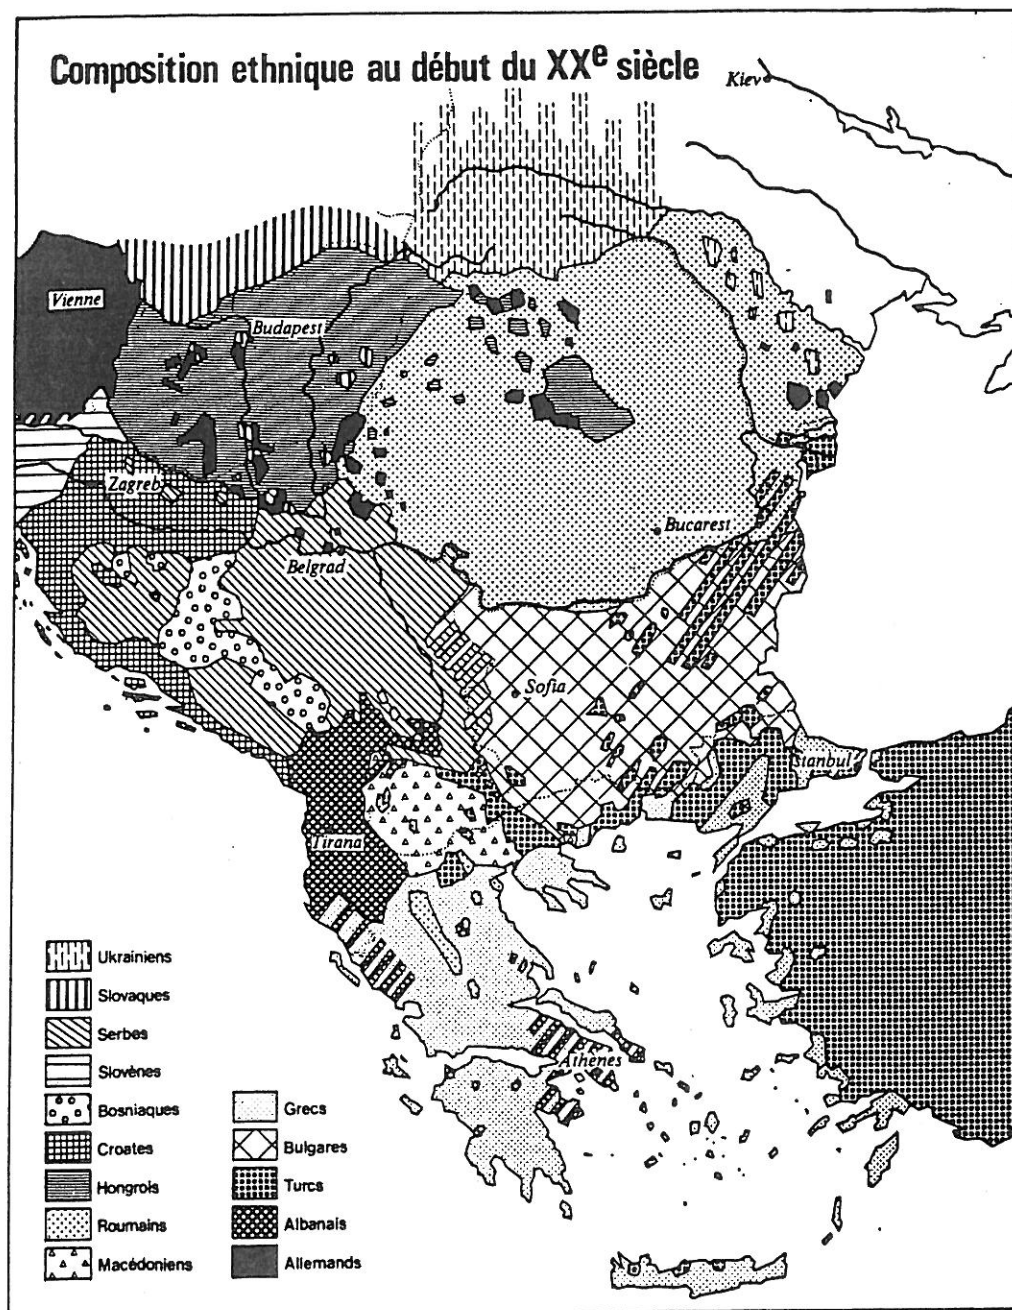 Composition ethnique au début du XXe siècle
Kiev
Vienne
Budapest
Zagreb
Belgrad
Bucarest
Sofia
Istanbul
Tirana
Athènes
Ukrainiens
Slovaques
Serbes
Slovènes
Bosniaques
Croates
Hongrois
Roumains
Macédoniens
Grecs
Bulgares
Turcs
Albanais
Allemands